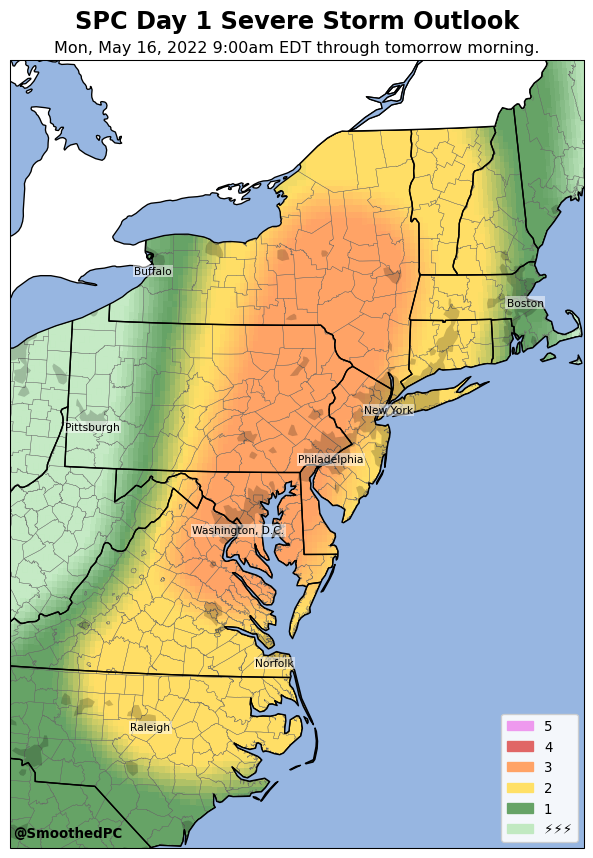 SPC Day 1 Severe Storm Outlook
Mon, May 16, 2022 9:00am EDT through tomorrow morning.
Buffalo
Boston
New York
Pittsburgh
Philadelphia
Washington, D.C.
Norfolk
Raleigh
5
4
3
2
1
⚡⚡⚡
@SmoothedPC